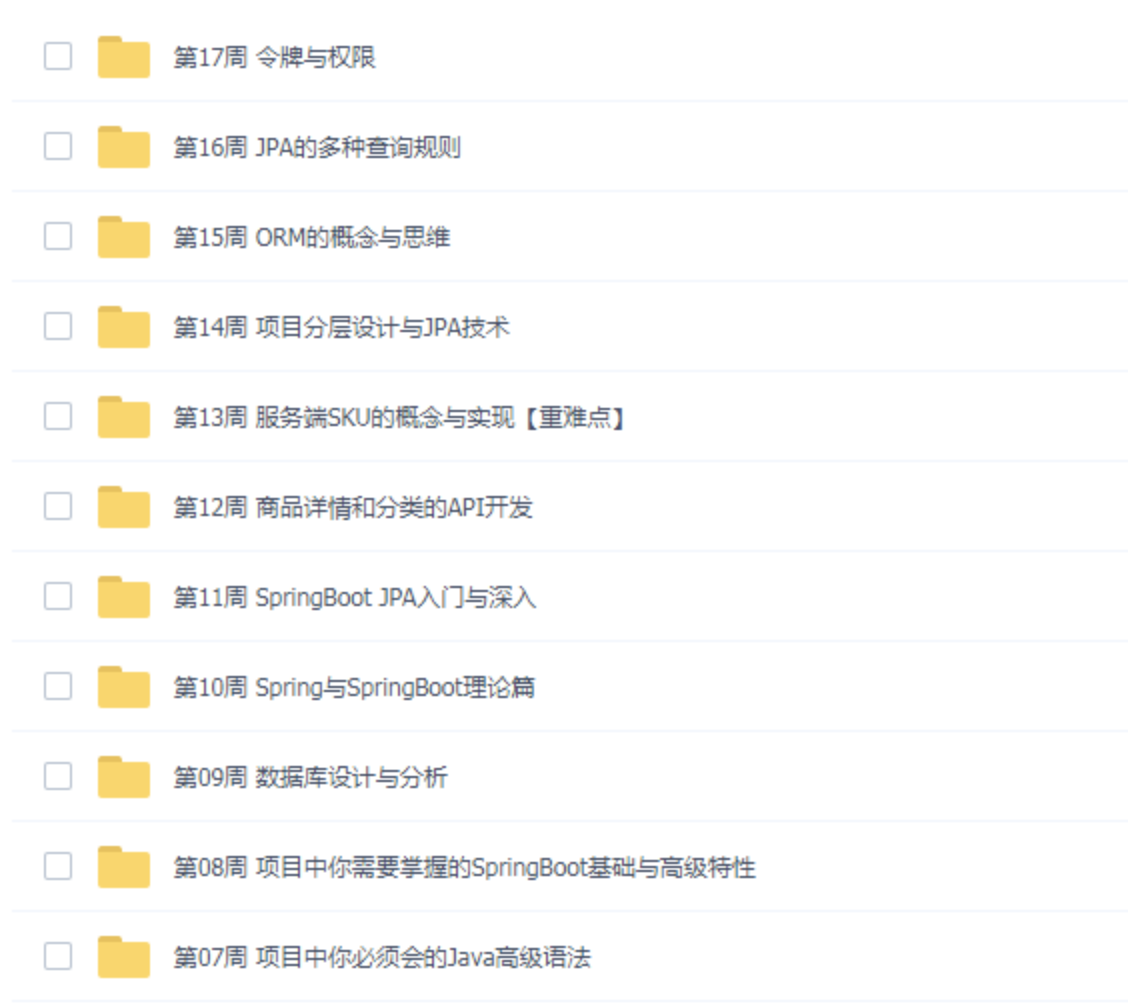 第17周 令牌与权限
第16周 JPA的多种查询规则
第15周 ORM的概念与思维
第14周 项目分层设计与JPA技术
第13周 服务端SKU的概念与实现【重难点】
第12周 商品详情和分类的API开发
第11周 SpringBoot JPA入门与深入
第10周 Spring与SpringBoot理论篇
第09周 数据库设计与分析
第08周 项目中你需要掌握的SpringBoot基础与高级特性
第07周 项目中你必须会的Java高级语法